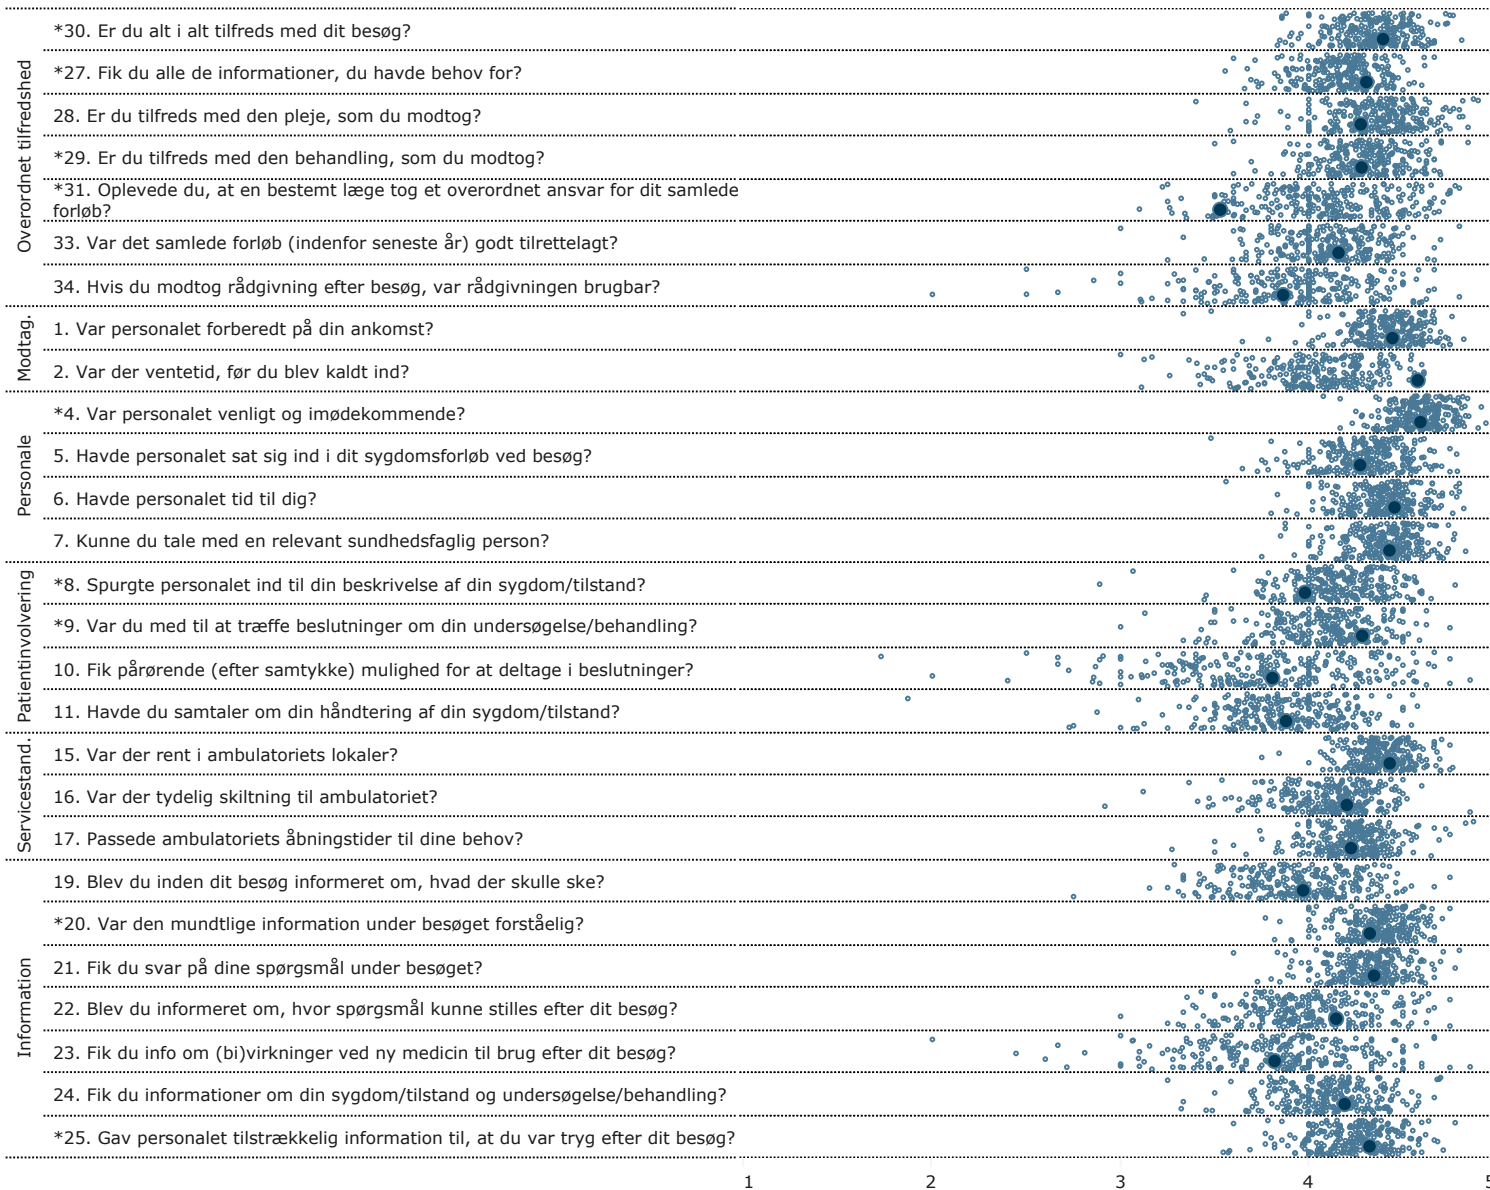 Overordnet tilfredshed
*30. Er du alt i alt tilfreds med dit besøg?
*27. Fik du alle de informationer, du havde behov for?
28. Er du tilfreds med den pleje, som du modtog?
*29. Er du tilfreds med den behandling, som du modtog?
*31. Oplevede du, at en bestemt læge tog et overordnet ansvar for dit samlede
forløb?
33. Var det samlede forløb (indenfor seneste år) godt tilrettelagt?
34. Hvis du modtog rådgivning efter besøg, var rådgivningen brugbar?
Modtag.
1. Var personalet forberedt på din ankomst?
2. Var der ventetid, før du blev kaldt ind?
Personale
*4. Var personalet venligt og imødekommende?
5. Havde personalet sat sig ind i dit sygdomsforløb ved besøg?
6. Havde personalet tid til dig?
7. Kunne du tale med en relevant sundhedsfaglig person?
Patientinvolvering
*8. Spurgte personalet ind til din beskrivelse af din sygdom/tilstand?
*9. Var du med til at træffe beslutninger om din undersøgelse/behandling?
10. Fik pårørende (efter samtykke) mulighed for at deltage i beslutninger?
11. Havde du samtaler om din håndtering af din sygdom/tilstand?
Servicestand.
15. Var der rent i ambulatoriets lokaler?
16. Var der tydelig skiltning til ambulatoriet?
17. Passede ambulatoriets åbningstider til dine behov?
Information
19. Blev du inden dit besøg informeret om, hvad der skulle ske?
*20. Var den mundtlige information under besøget forståelig?
21. Fik du svar på dine spørgsmål under besøget?
22. Blev du informeret om, hvor spørgsmål kunne stilles efter dit besøg?
23. Fik du info om (bi)virkninger ved ny medicin til brug efter dit besøg?
24. Fik du informationer om din sygdom/tilstand og undersøgelse/behandling?
*25. Gav personalet tilstrækkelig information til, at du var tryg efter dit besøg?
1 2 3 4 5